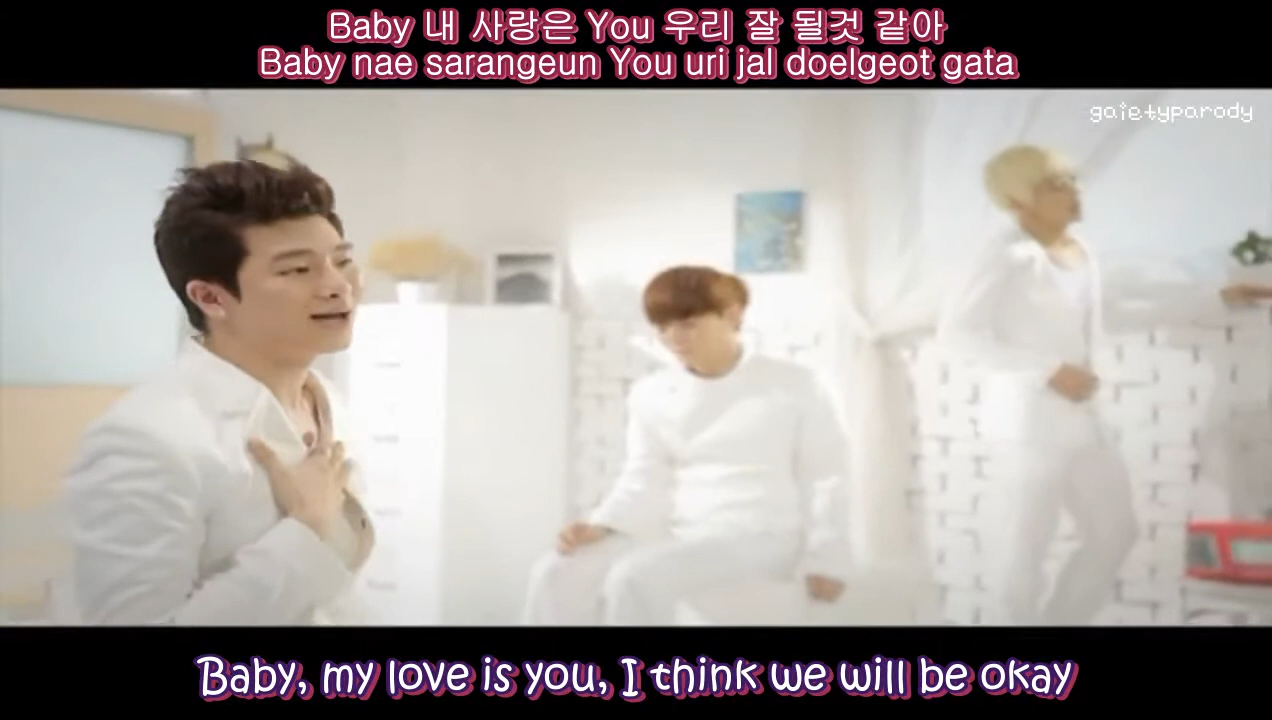 Baby 내 사랑은 You 우리 잘 될것 같아
Baby nae sarangeun You uri jal doelgeot gata
gaietyparody
Baby, my love is you, I think we will be okay